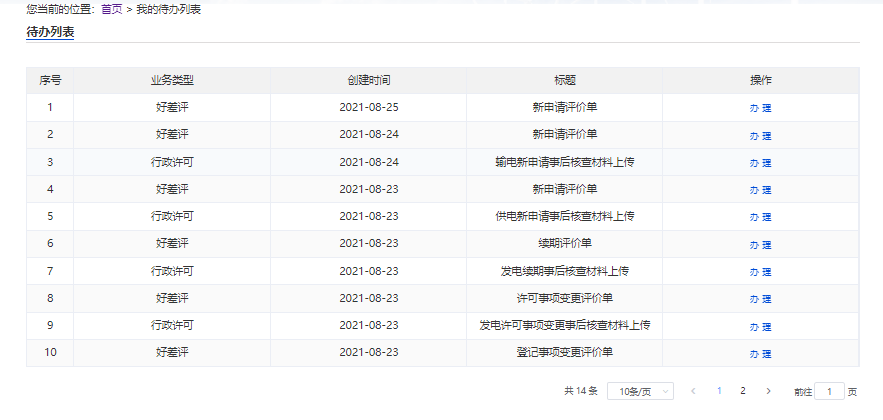 您当前的位置：首页 > 我的待办列表
待办列表
序号 业务类型 创建时间 标题 操作
1 好差评 2021-08-25 新申请评价单 办 理
2 好差评 2021-08-24 新申请评价单 办 理
3 行政许可 2021-08-24 输电新申请事后核查材料上传 办 理
4 好差评 2021-08-23 新申请评价单 办 理
5 行政许可 2021-08-23 供电新申请事后核查材料上传 办 理
6 好差评 2021-08-23 续期评价单 办 理
7 行政许可 2021-08-23 发电续期事后核查材料上传 办 理
8 好差评 2021-08-23 许可事项变更评价单 办 理
9 行政许可 2021-08-23 发电许可事项变更事后核查材料上传 办 理
10 好差评 2021-08-23 登记事项变更评价单 办 理
共 14 条 10条/页 < 1 2 > 前往 1 页